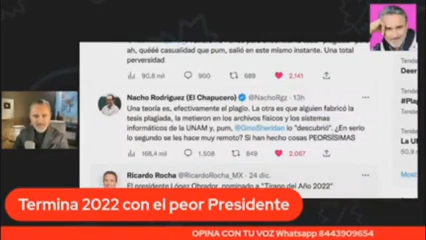 ah, quééé casualidad que pum, salió en este mismo instante. Una total
perversidad
90,6 mil
900
689
2.141
Nacho Rodriguez (El Chapucero)
@NachoRgz · 13h
Una teoría es, efectivamente el plagio. La otra es que alguien fabricó la
tesis plagiada, la metieron en los archivos físicos y los sistemas
informáticos de la UNAM y, pum, @GmoSheridan lo "descubrió". ¿En serio
lo segundo se les hace muy remoto? Si han hecho cosas PEORSÍSIMAS
168,4 mil
1.508
849
2.067
Ricardo Rocha
@RicardoRocha_MX · 24 dic.
El presidente López Obrador, nominado a "Tirano del Año 2022"
Termina 2022 con el peor Presidente
OPINA CON TU VOZ Whatsapp 8443909654